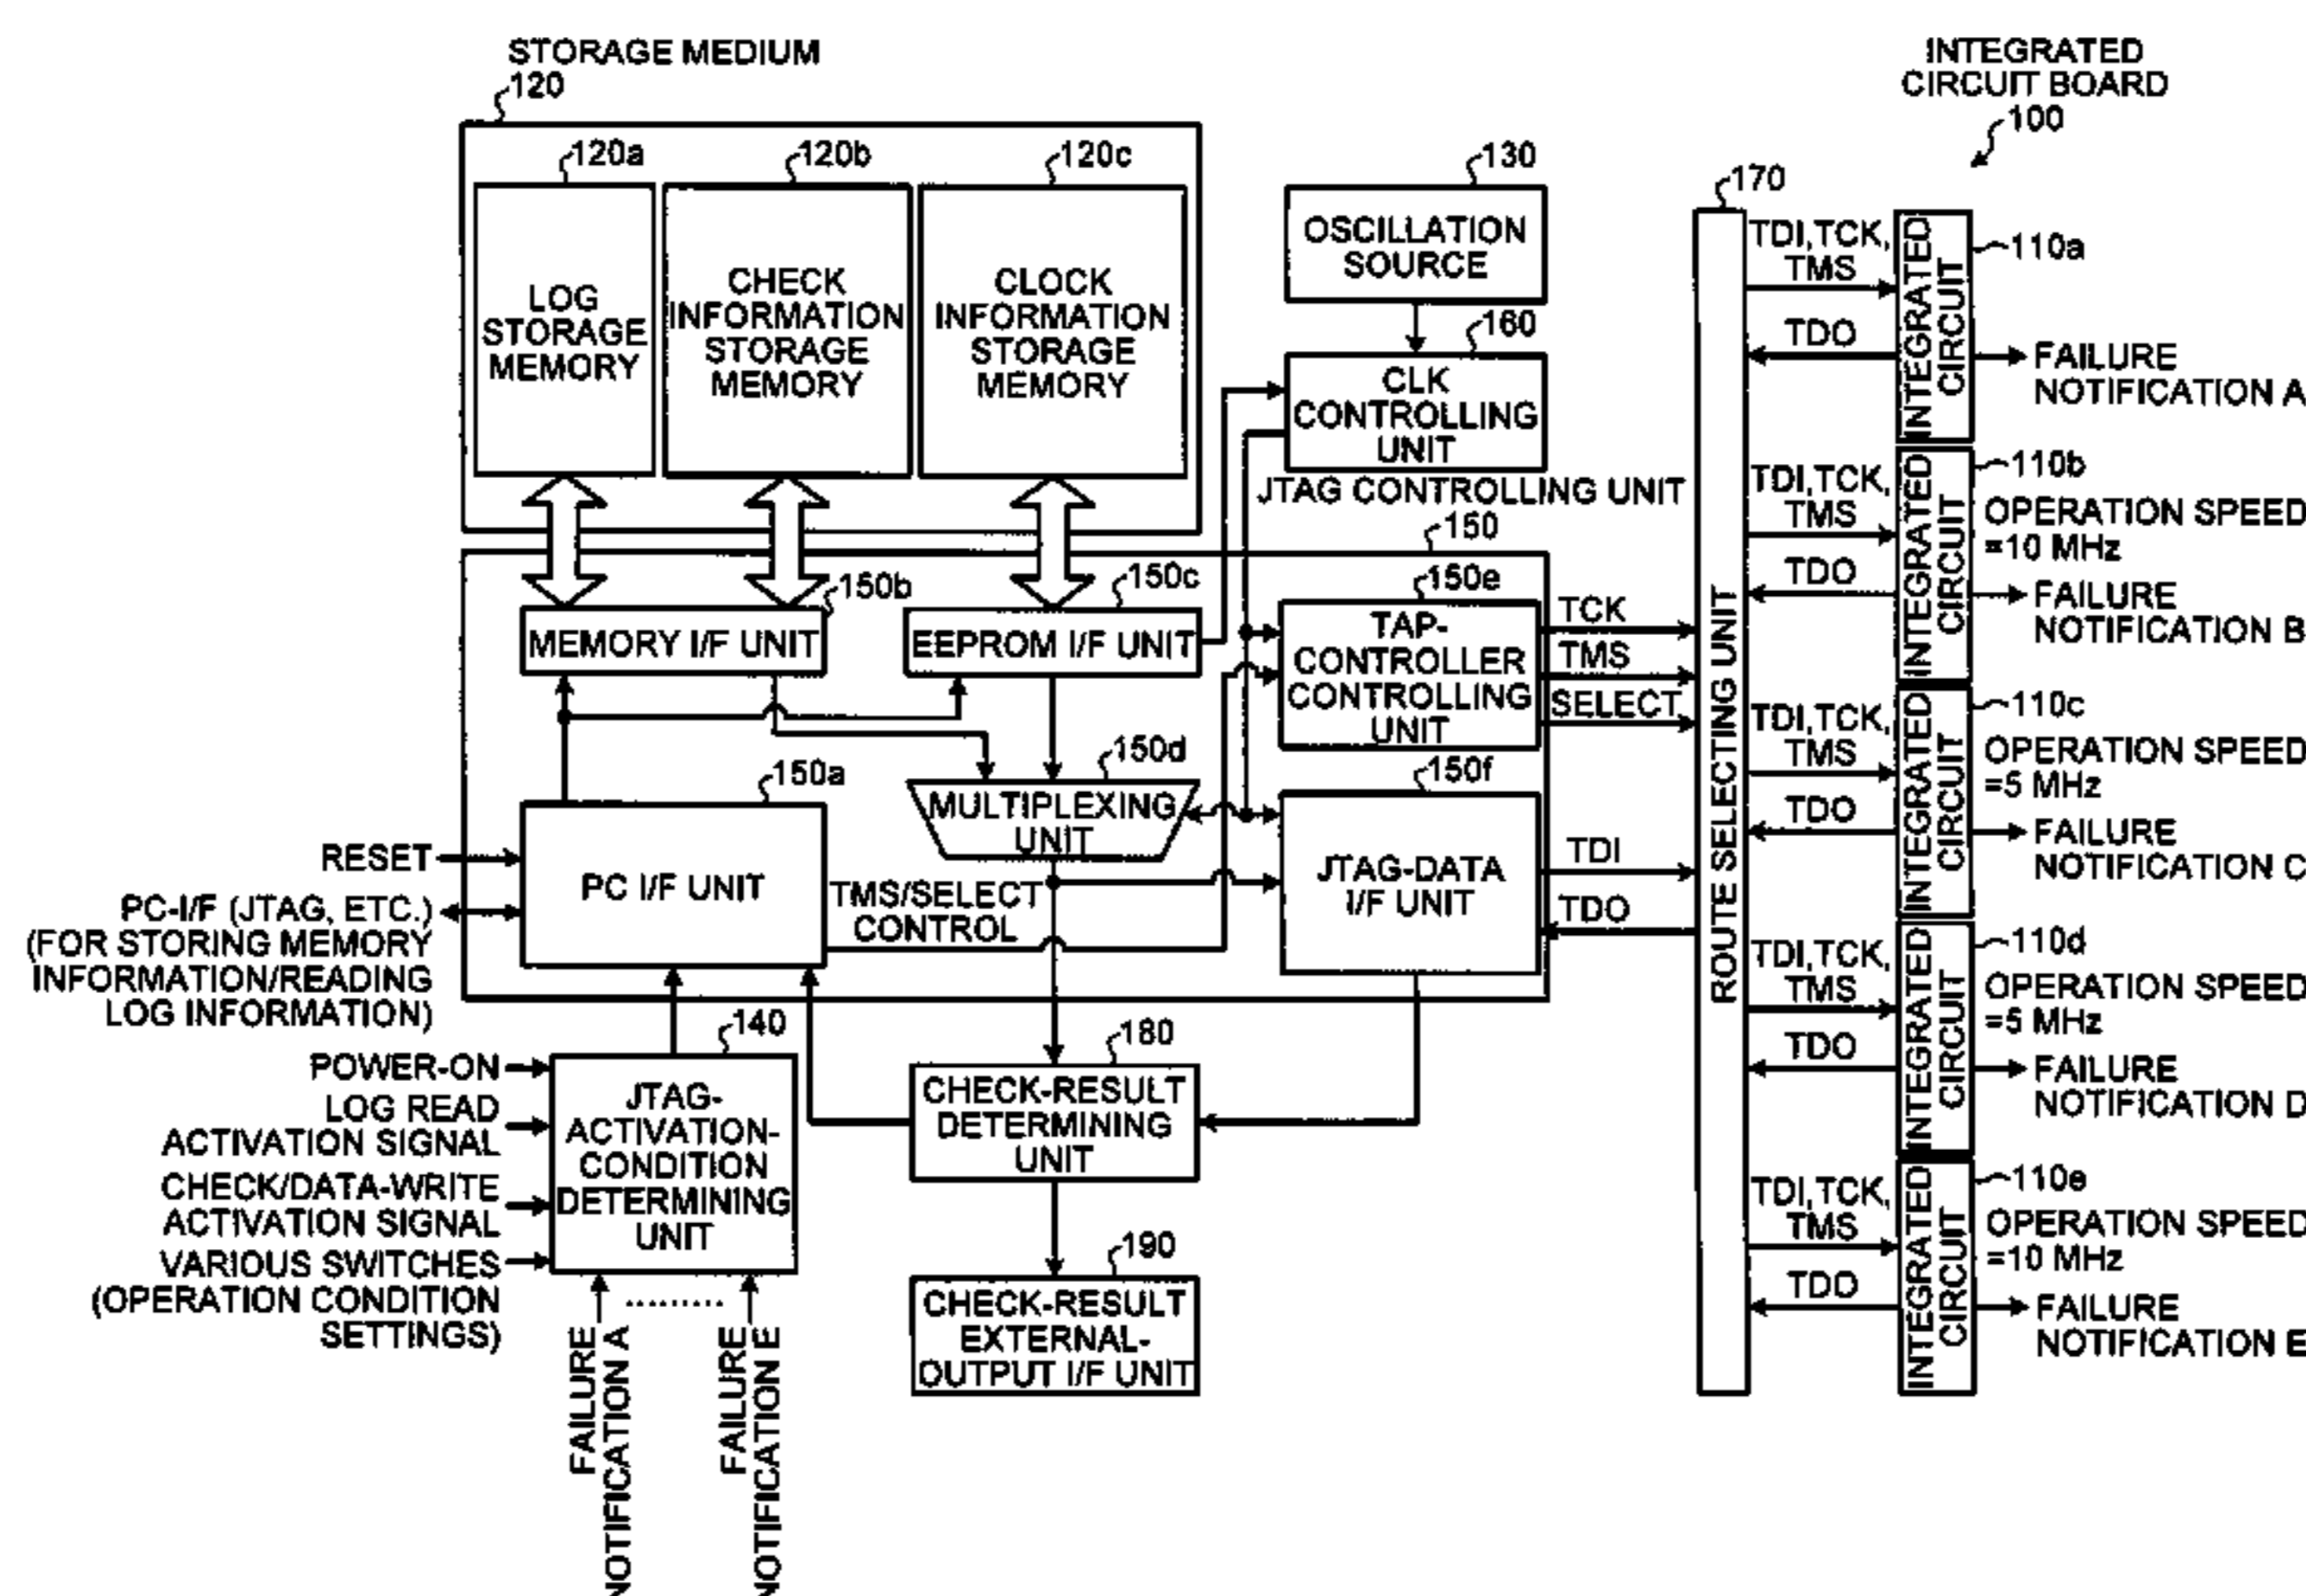 STORAGE MEDIUM
120
INTEGRATED
CIRCUIT BOARD
100
120a
120b
120c
LOG
STORAGE
MEMORY
CHECK
INFORMATION
STORAGE
MEMORY
CLOCK
INFORMATION
STORAGE
MEMORY
130
OSCILLATION
SOURCE
160
CLK
CONTROLLING
UNIT
JTAG CONTROLLING UNIT
150
150b
MEMORY I/F UNIT
150c
EEPROM I/F UNIT
150e
TAP-
CONTROLLER
CONTROLLING
UNIT
TCK
TMS
SELECT
150a
PC I/F UNIT
150d
MULTIPLEXING
UNIT
150f
JTAG-DATA
I/F UNIT
TDI
TDO
TMS/SELECT
CONTROL
RESET
PC-I/F (JTAG, ETC.)
(FOR STORING MEMORY
INFORMATION/READING
LOG INFORMATION)
140
JTAG-
ACTIVATION-
CONDITION
DETERMINING
UNIT
POWER-ON
LOG READ
ACTIVATION SIGNAL
CHECK/DATA-WRITE
ACTIVATION SIGNAL
VARIOUS SWITCHES
(OPERATION CONDITION
SETTINGS)
FAILURE
NOTIFICATION A
FAILURE
NOTIFICATION E
180
CHECK-RESULT
DETERMINING
UNIT
190
CHECK-RESULT
EXTERNAL-
OUTPUT I/F UNIT
170
ROUTE SELECTING UNIT
TDI,TCK,
TMS
TDO
INTEGRATED
CIRCUIT
110a
FAILURE
NOTIFICATION A
TDI,TCK,
TMS
TDO
INTEGRATED
CIRCUIT
110b
OPERATION SPEED
=10 MHz
FAILURE
NOTIFICATION B
TDI,TCK,
TMS
TDO
INTEGRATED
CIRCUIT
110c
OPERATION SPEED
=5 MHz
FAILURE
NOTIFICATION C
TDI,TCK,
TMS
TDO
INTEGRATED
CIRCUIT
110d
OPERATION SPEED
=5 MHz
FAILURE
NOTIFICATION D
TDI,TCK,
TMS
TDO
INTEGRATED
CIRCUIT
110e
OPERATION SPEED
=10 MHz
FAILURE
NOTIFICATION E